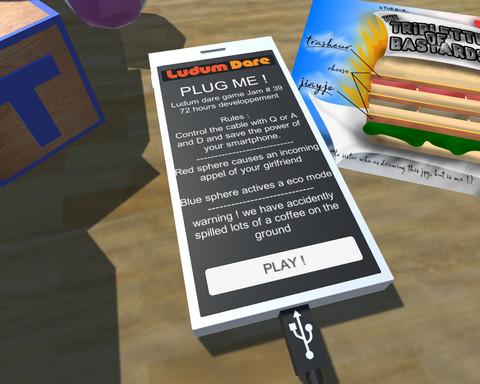 Ludum Dare
PLUG ME !
Ludum dare game Jam # 39
72 hours developpement
Rules :
Control the cable with Q or A
and D and save the power of
your smartphone.
--------------------------
Red sphere causes an incoming
appel of your girlfriend
--------------------------
Blue sphere actives a eco mode
--------------------------
warning ! we have accidently
spilled lots of a coffee on the
ground
PLAY !
T
THE
TRIPLETTE
OF
BASTARDS
trasheur
cheese
jiayjo